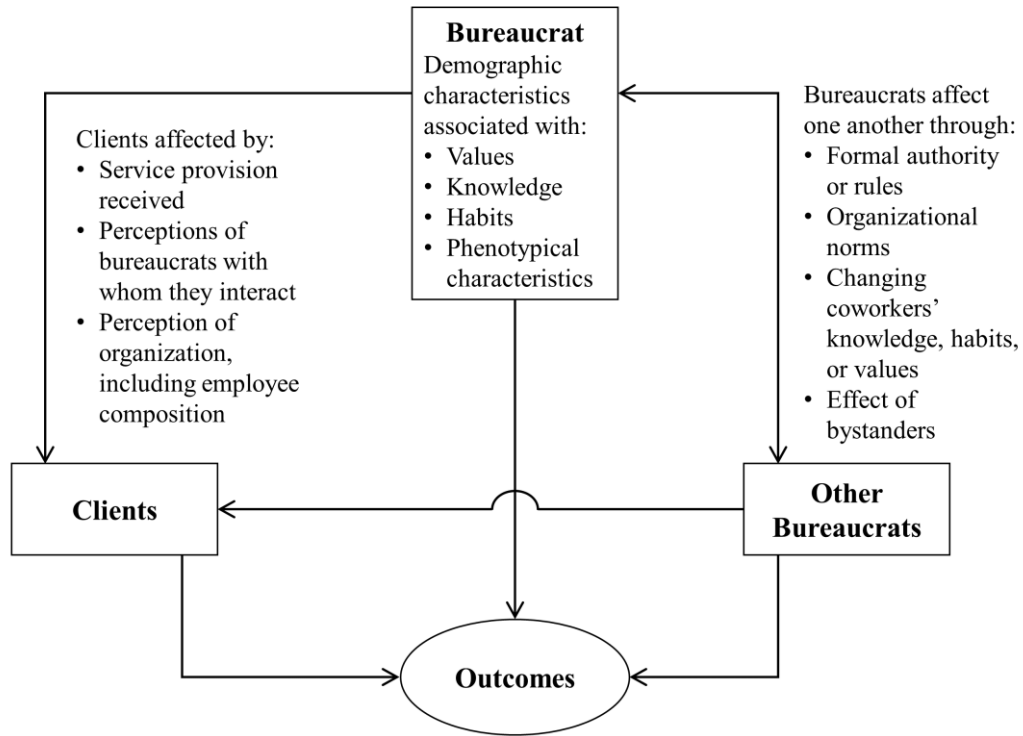 Bureaucrat
Demographic
characteristics
associated with:
• Values
• Knowledge
• Habits
• Phenotypical
characteristics
Clients affected by:
• Service provision
received
• Perceptions of
bureaucrats with
whom they interact
• Perception of
organization,
including employee
composition
Bureaucrats affect
one another through:
• Formal authority
or rules
• Organizational
norms
• Changing
coworkers’
knowledge, habits,
or values
• Effect of
bystanders
Clients
Other
Bureaucrats
Outcomes